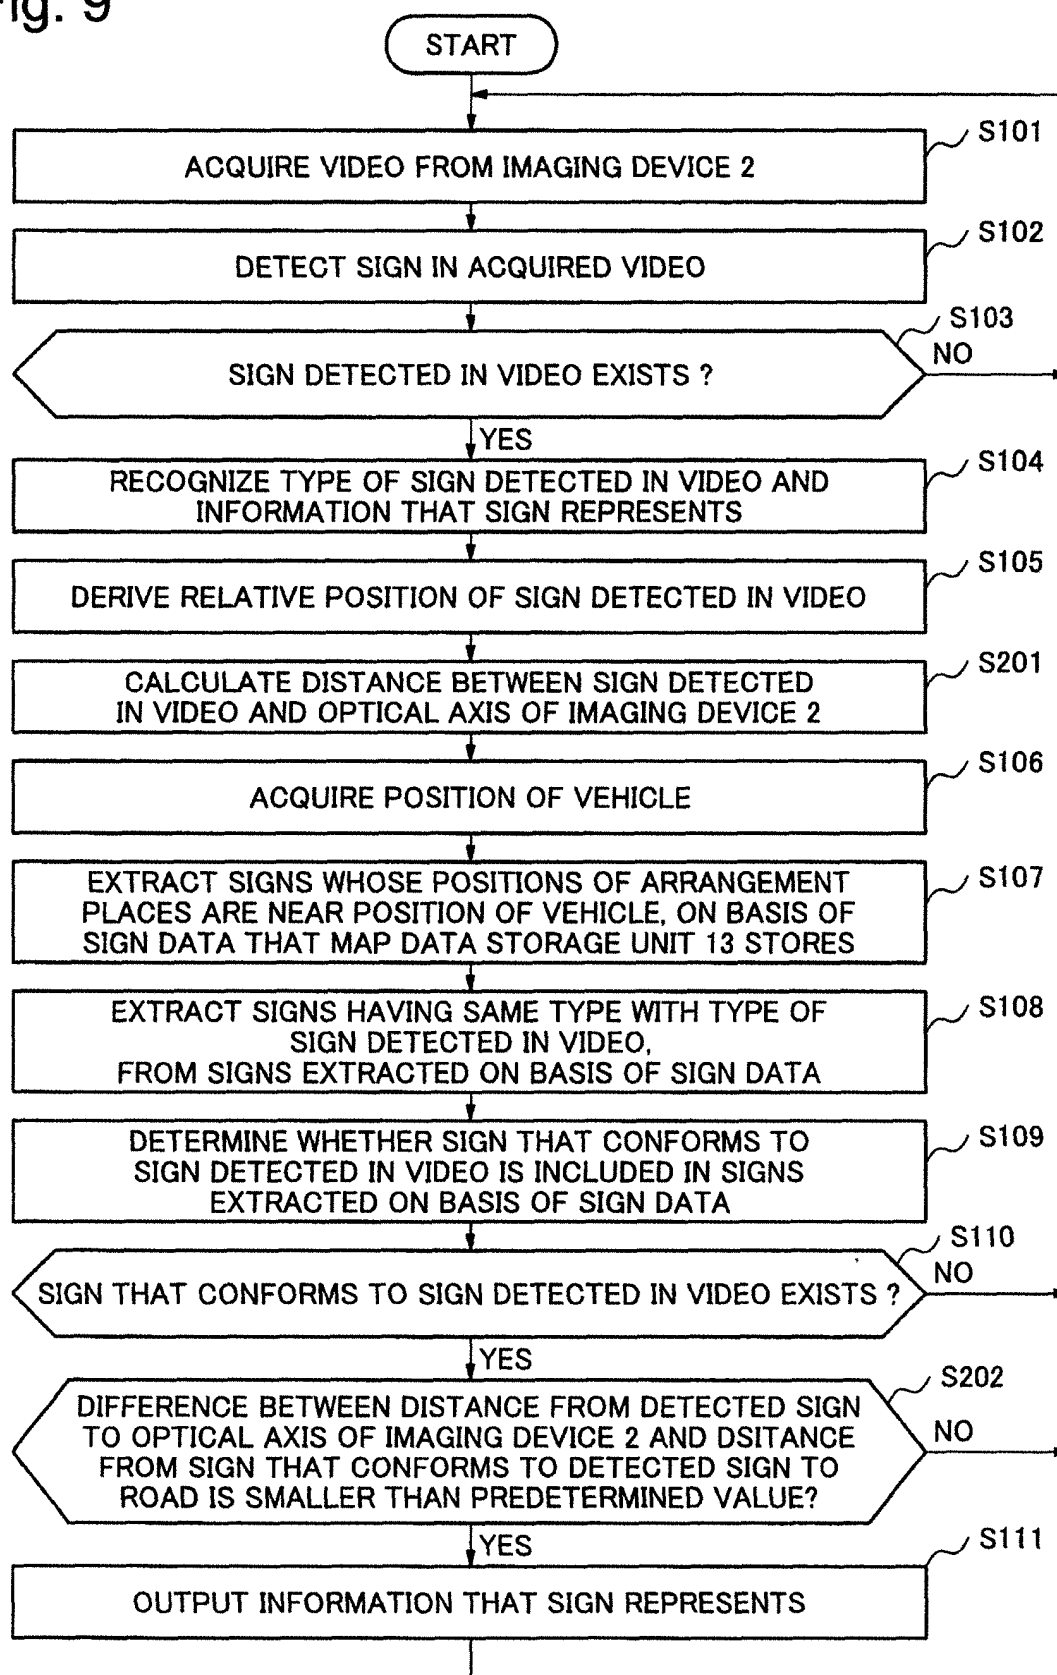 Fig. 9
START
S101
ACQUIRE VIDEO FROM IMAGING DEVICE 2
S102
DETECT SIGN IN ACQUIRED VIDEO
S103
SIGN DETECTED IN VIDEO EXISTS ?
NO
YES
S104
RECOGNIZE TYPE OF SIGN DETECTED IN VIDEO AND
INFORMATION THAT SIGN REPRESENTS
S105
DERIVE RELATIVE POSITION OF SIGN DETECTED IN VIDEO
S201
CALCULATE DISTANCE BETWEEN SIGN DETECTED
IN VIDEO AND OPTICAL AXIS OF IMAGING DEVICE 2
S106
ACQUIRE POSITION OF VEHICLE
S107
EXTRACT SIGNS WHOSE POSITIONS OF ARRANGEMENT
PLACES ARE NEAR POSITION OF VEHICLE, ON BASIS OF
SIGN DATA THAT MAP DATA STORAGE UNIT 13 STORES
S108
EXTRACT SIGNS HAVING SAME TYPE WITH TYPE OF
SIGN DETECTED IN VIDEO,
FROM SIGNS EXTRACTED ON BASIS OF SIGN DATA
S109
DETERMINE WHETHER SIGN THAT CONFORMS TO
SIGN DETECTED IN VIDEO IS INCLUDED IN SIGNS
EXTRACTED ON BASIS OF SIGN DATA
S110
SIGN THAT CONFORMS TO SIGN DETECTED IN VIDEO EXISTS ?
NO
YES
S202
DIFFERENCE BETWEEN DISTANCE FROM DETECTED SIGN
TO OPTICAL AXIS OF IMAGING DEVICE 2 AND DSITANCE
FROM SIGN THAT CONFORMS TO DETECTED SIGN TO
ROAD IS SMALLER THAN PREDETERMINED VALUE?
NO
YES
S111
OUTPUT INFORMATION THAT SIGN REPRESENTS